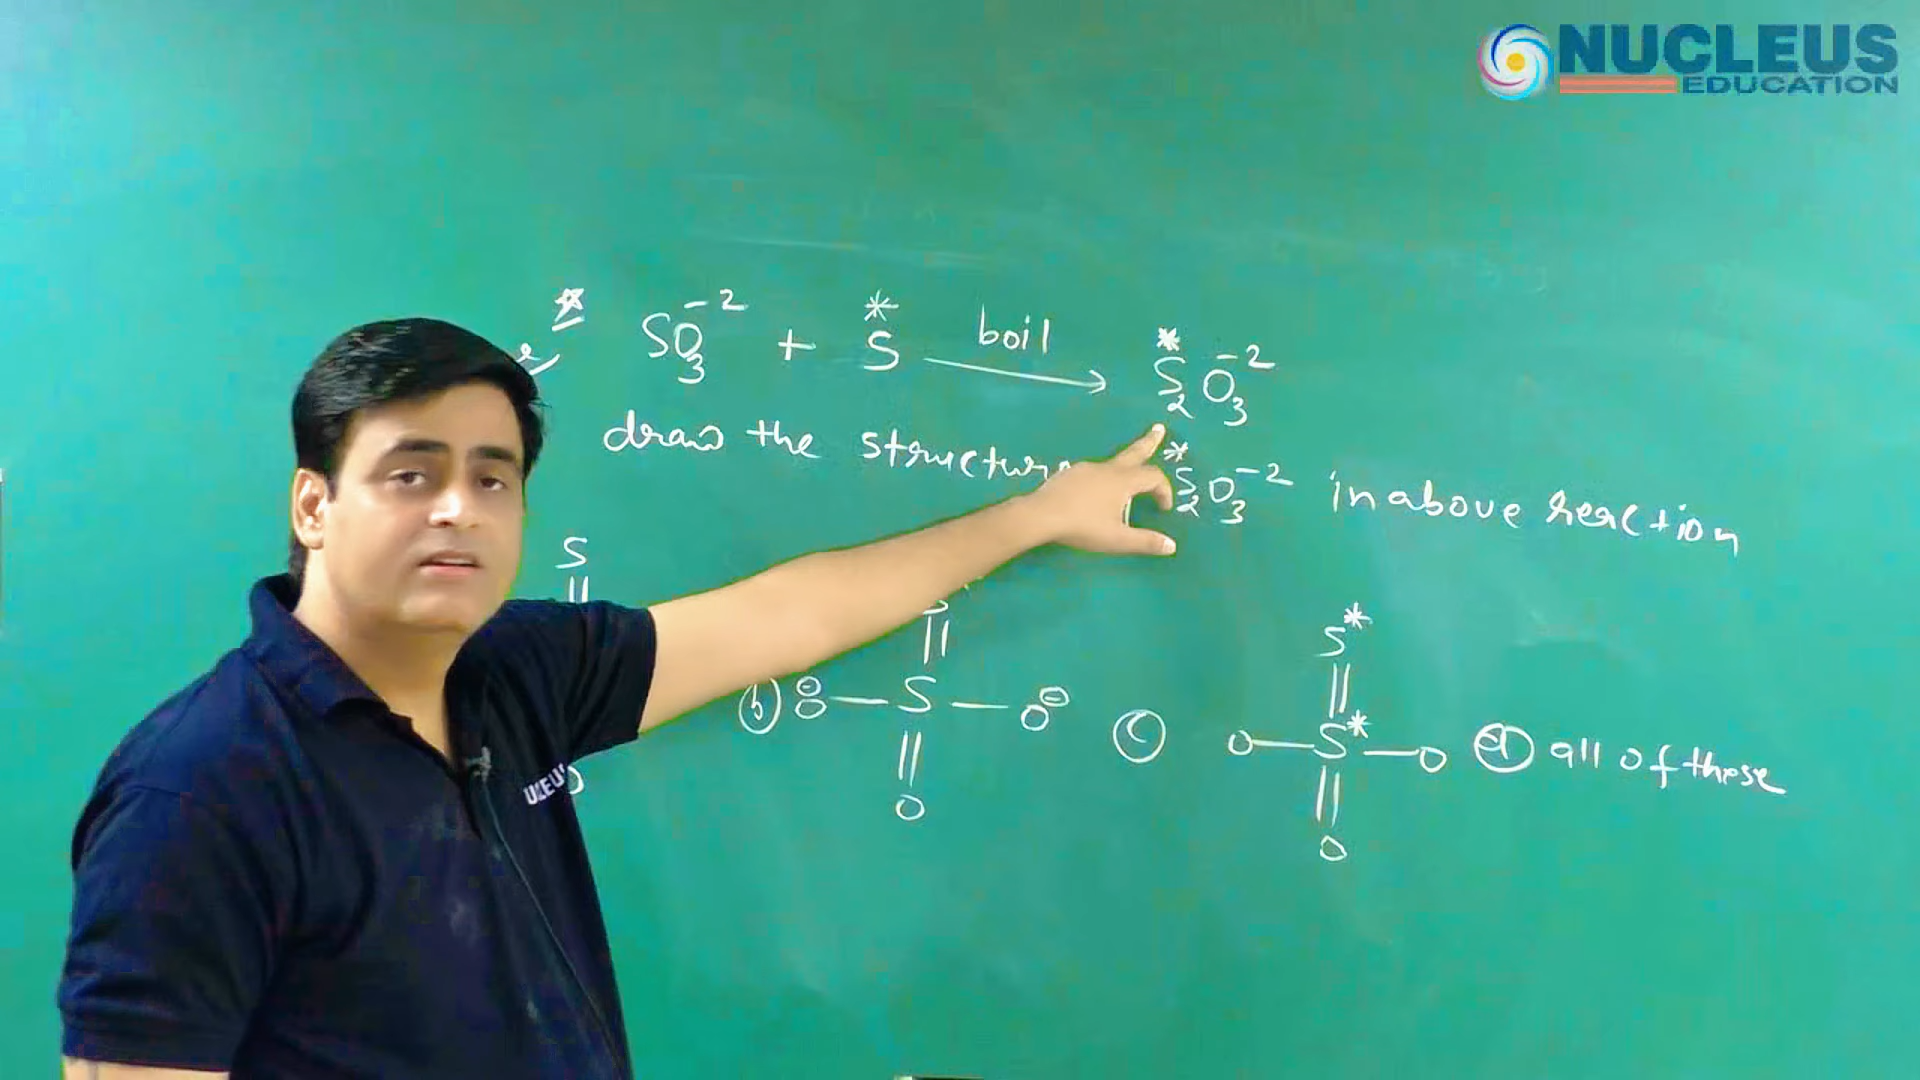 NUCLEUS
EDUCATION
SO₃⁻² + S* boil → S*₂O₃⁻²
draw the structure S*₂O₃⁻² in above reaction
S
||
S
||
(b) ⊖O—S—O⊖
||
O
(c)
S*
||
O—S*—O
||
O
(d) all of these